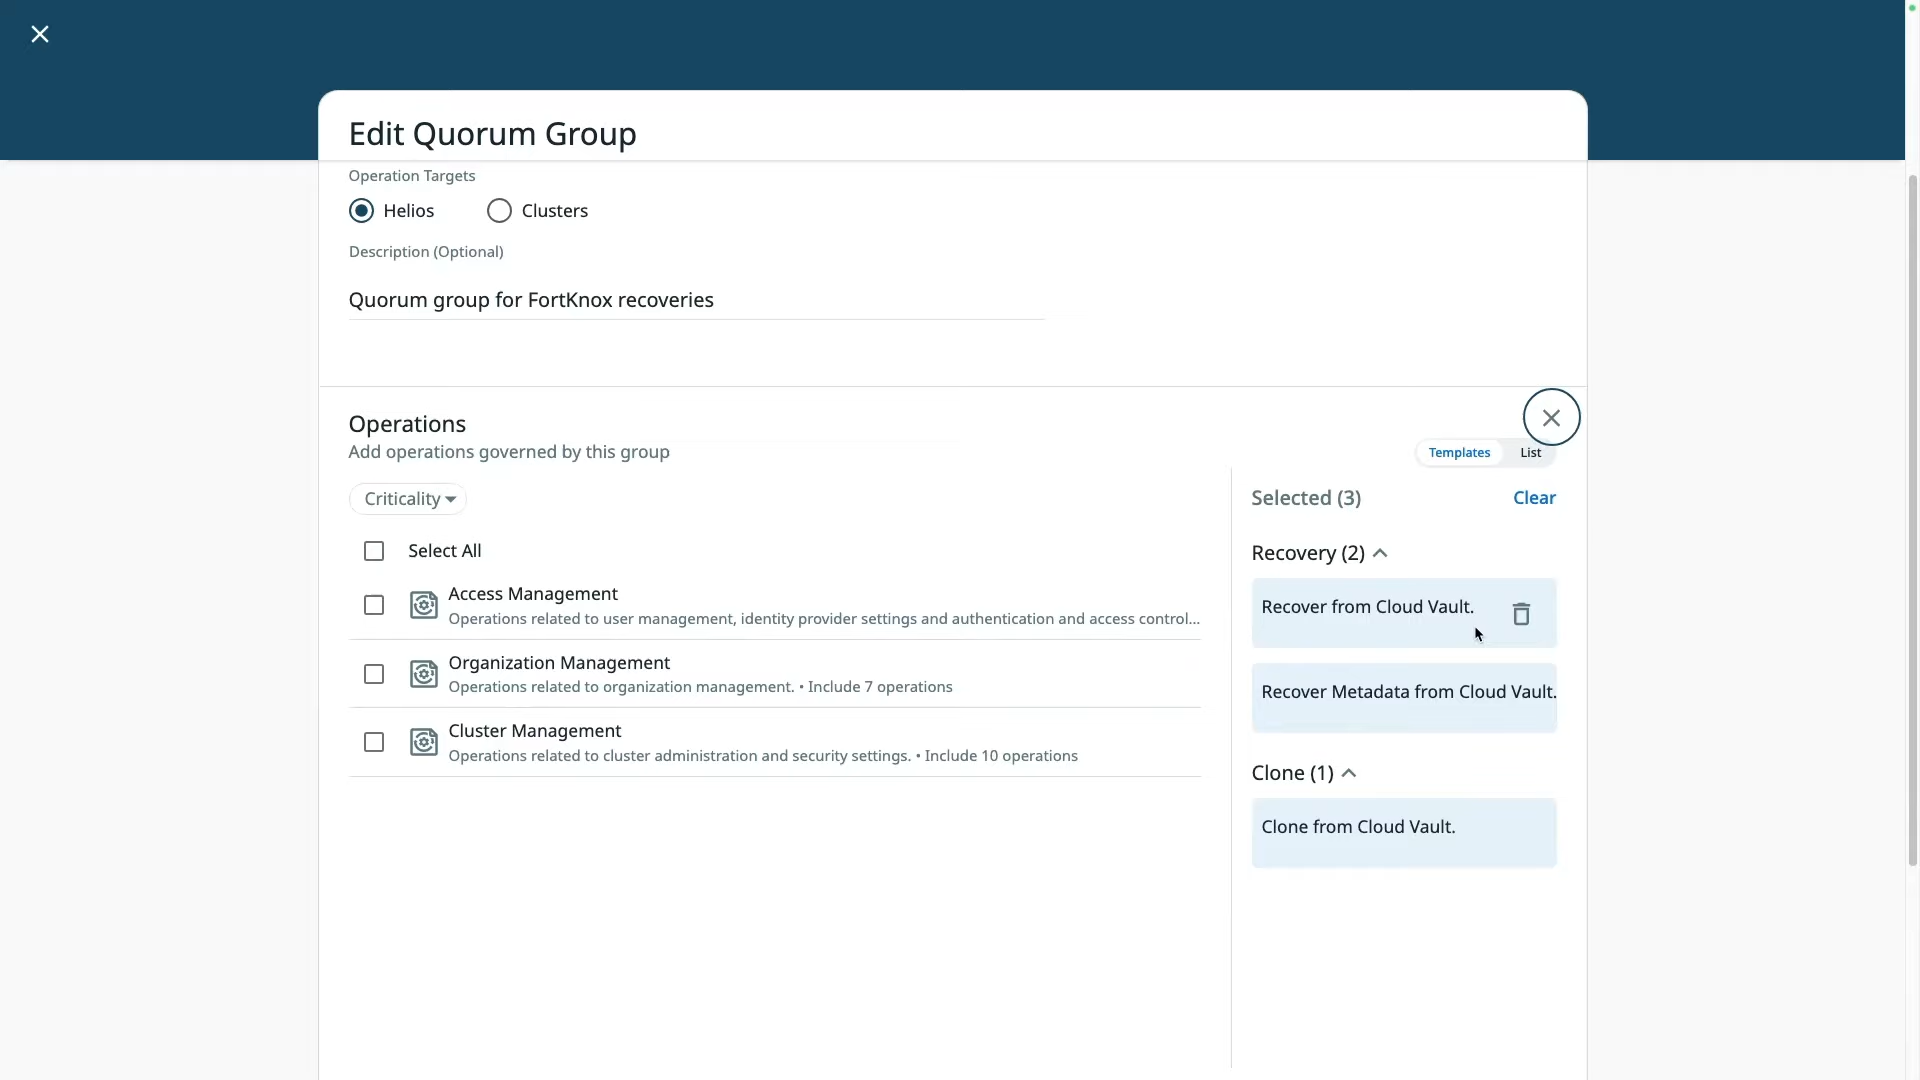 Edit Quorum Group
Operation Targets
Helios
Clusters
Description (Optional)
Quorum group for FortKnox recoveries
Operations
Add operations governed by this group
Templates
List
Criticality
Selected (3)
Clear
Select All
Recovery (2)
Access Management
Operations related to user management, identity provider settings and authentication and access control...
Recover from Cloud Vault.
Organization Management
Operations related to organization management. • Include 7 operations
Recover Metadata from Cloud Vault.
Cluster Management
Operations related to cluster administration and security settings. • Include 10 operations
Clone (1)
Clone from Cloud Vault.